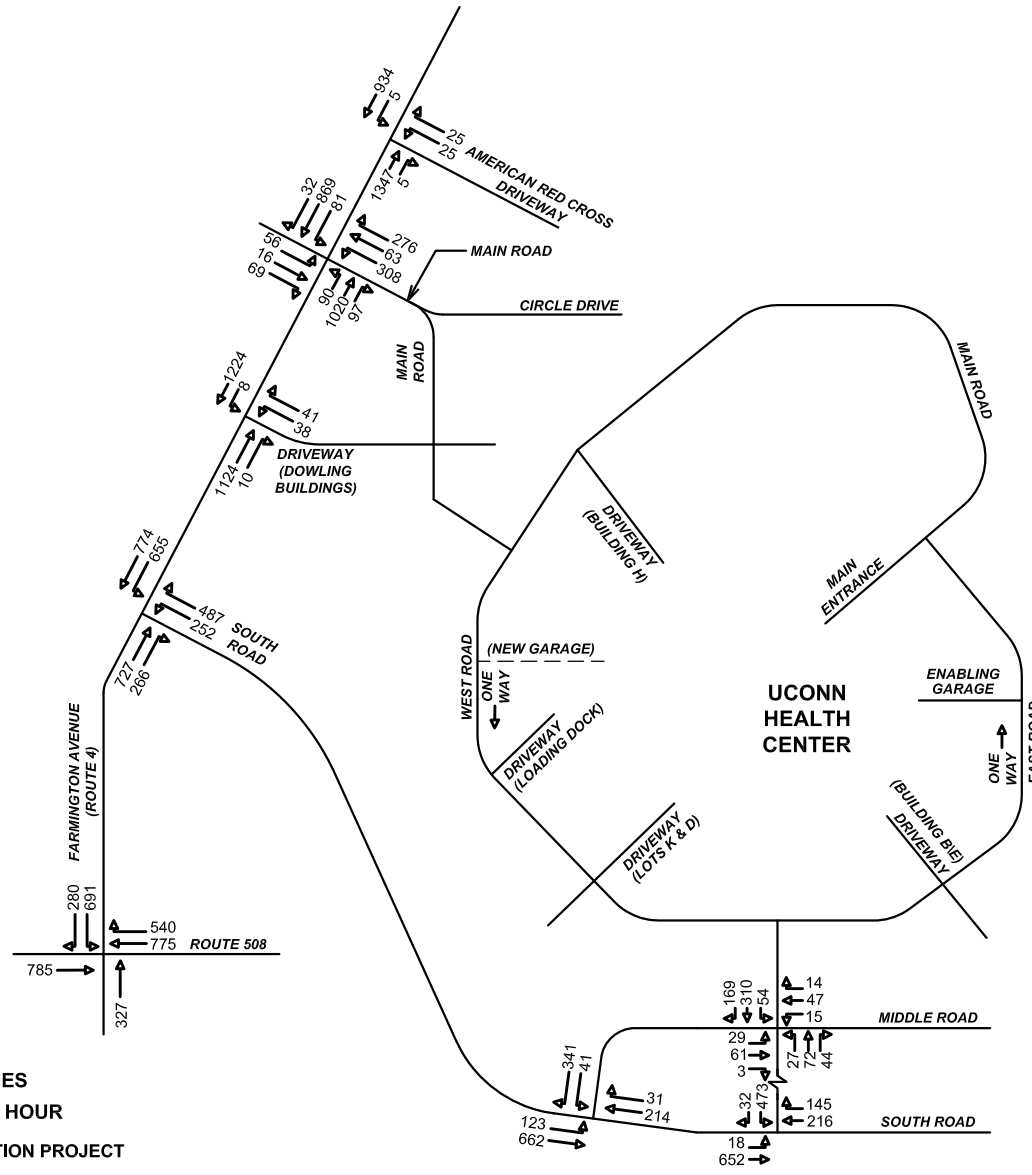 934
5
25
25
AMERICAN RED CROSS
DRIVEWAY
1347
5
32
869
81
56
16
69
276
63
308
MAIN ROAD
90
1020
97
CIRCLE DRIVE
MAIN
ROAD
MAIN ROAD
1224
8
41
38
DRIVEWAY
(DOWLING
BUILDINGS)
1124
10
DRIVEWAY
(BUILDING H)
774
655
487
252
SOUTH
ROAD
727
266
MAIN
ENTRANCE
WEST ROAD
(NEW GARAGE)
ONE
WAY
UCONN
HEALTH
CENTER
ENABLING
GARAGE
ONE
WAY
EAST ROAD
DRIVEWAY
(LOADING DOCK)
FARMINGTON AVENUE
(ROUTE 4)
DRIVEWAY
(LOTS K & D)
(BUILDING B\E)
DRIVEWAY
280
691
540
775
ROUTE 508
785
327
169
310
54
14
47
15
MIDDLE ROAD
29
61
3
27
72
44
341
41
31
214
123
662
32
473
145
216
SOUTH ROAD
18
652
HOUR
TION PROJECT